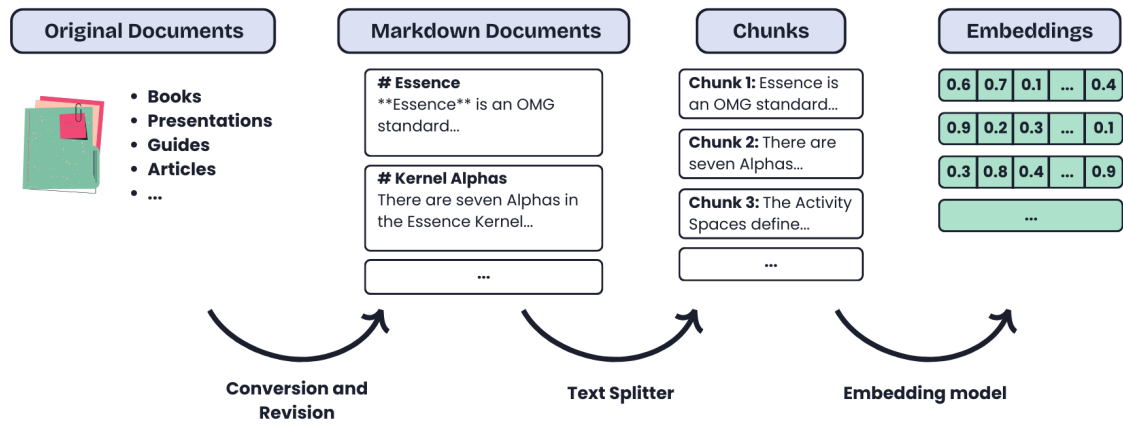 Original Documents
• Books
• Presentations
• Guides
• Articles
• ...
Markdown Documents
# Essence
**Essence** is an OMG
standard...
# Kernel Alphas
There are seven Alphas in
the Essence Kernel...
...
Chunks
Chunk 1: Essence is
an OMG standard...
Chunk 2: There are
seven Alphas...
Chunk 3: The Activity
Spaces define...
...
Embeddings
0.6 0.7 0.1 ... 0.4
0.9 0.2 0.3 ... 0.1
0.3 0.8 0.4 ... 0.9
...
Conversion and
Revision
Text Splitter
Embedding model